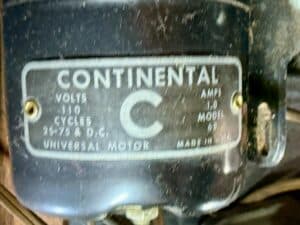 CONTINENTAL
VOLTS
110
CYCLES
25-75 & D.C.
C
AMPS
1.0
MODEL
UNIVERSAL MOTOR
MADE IN